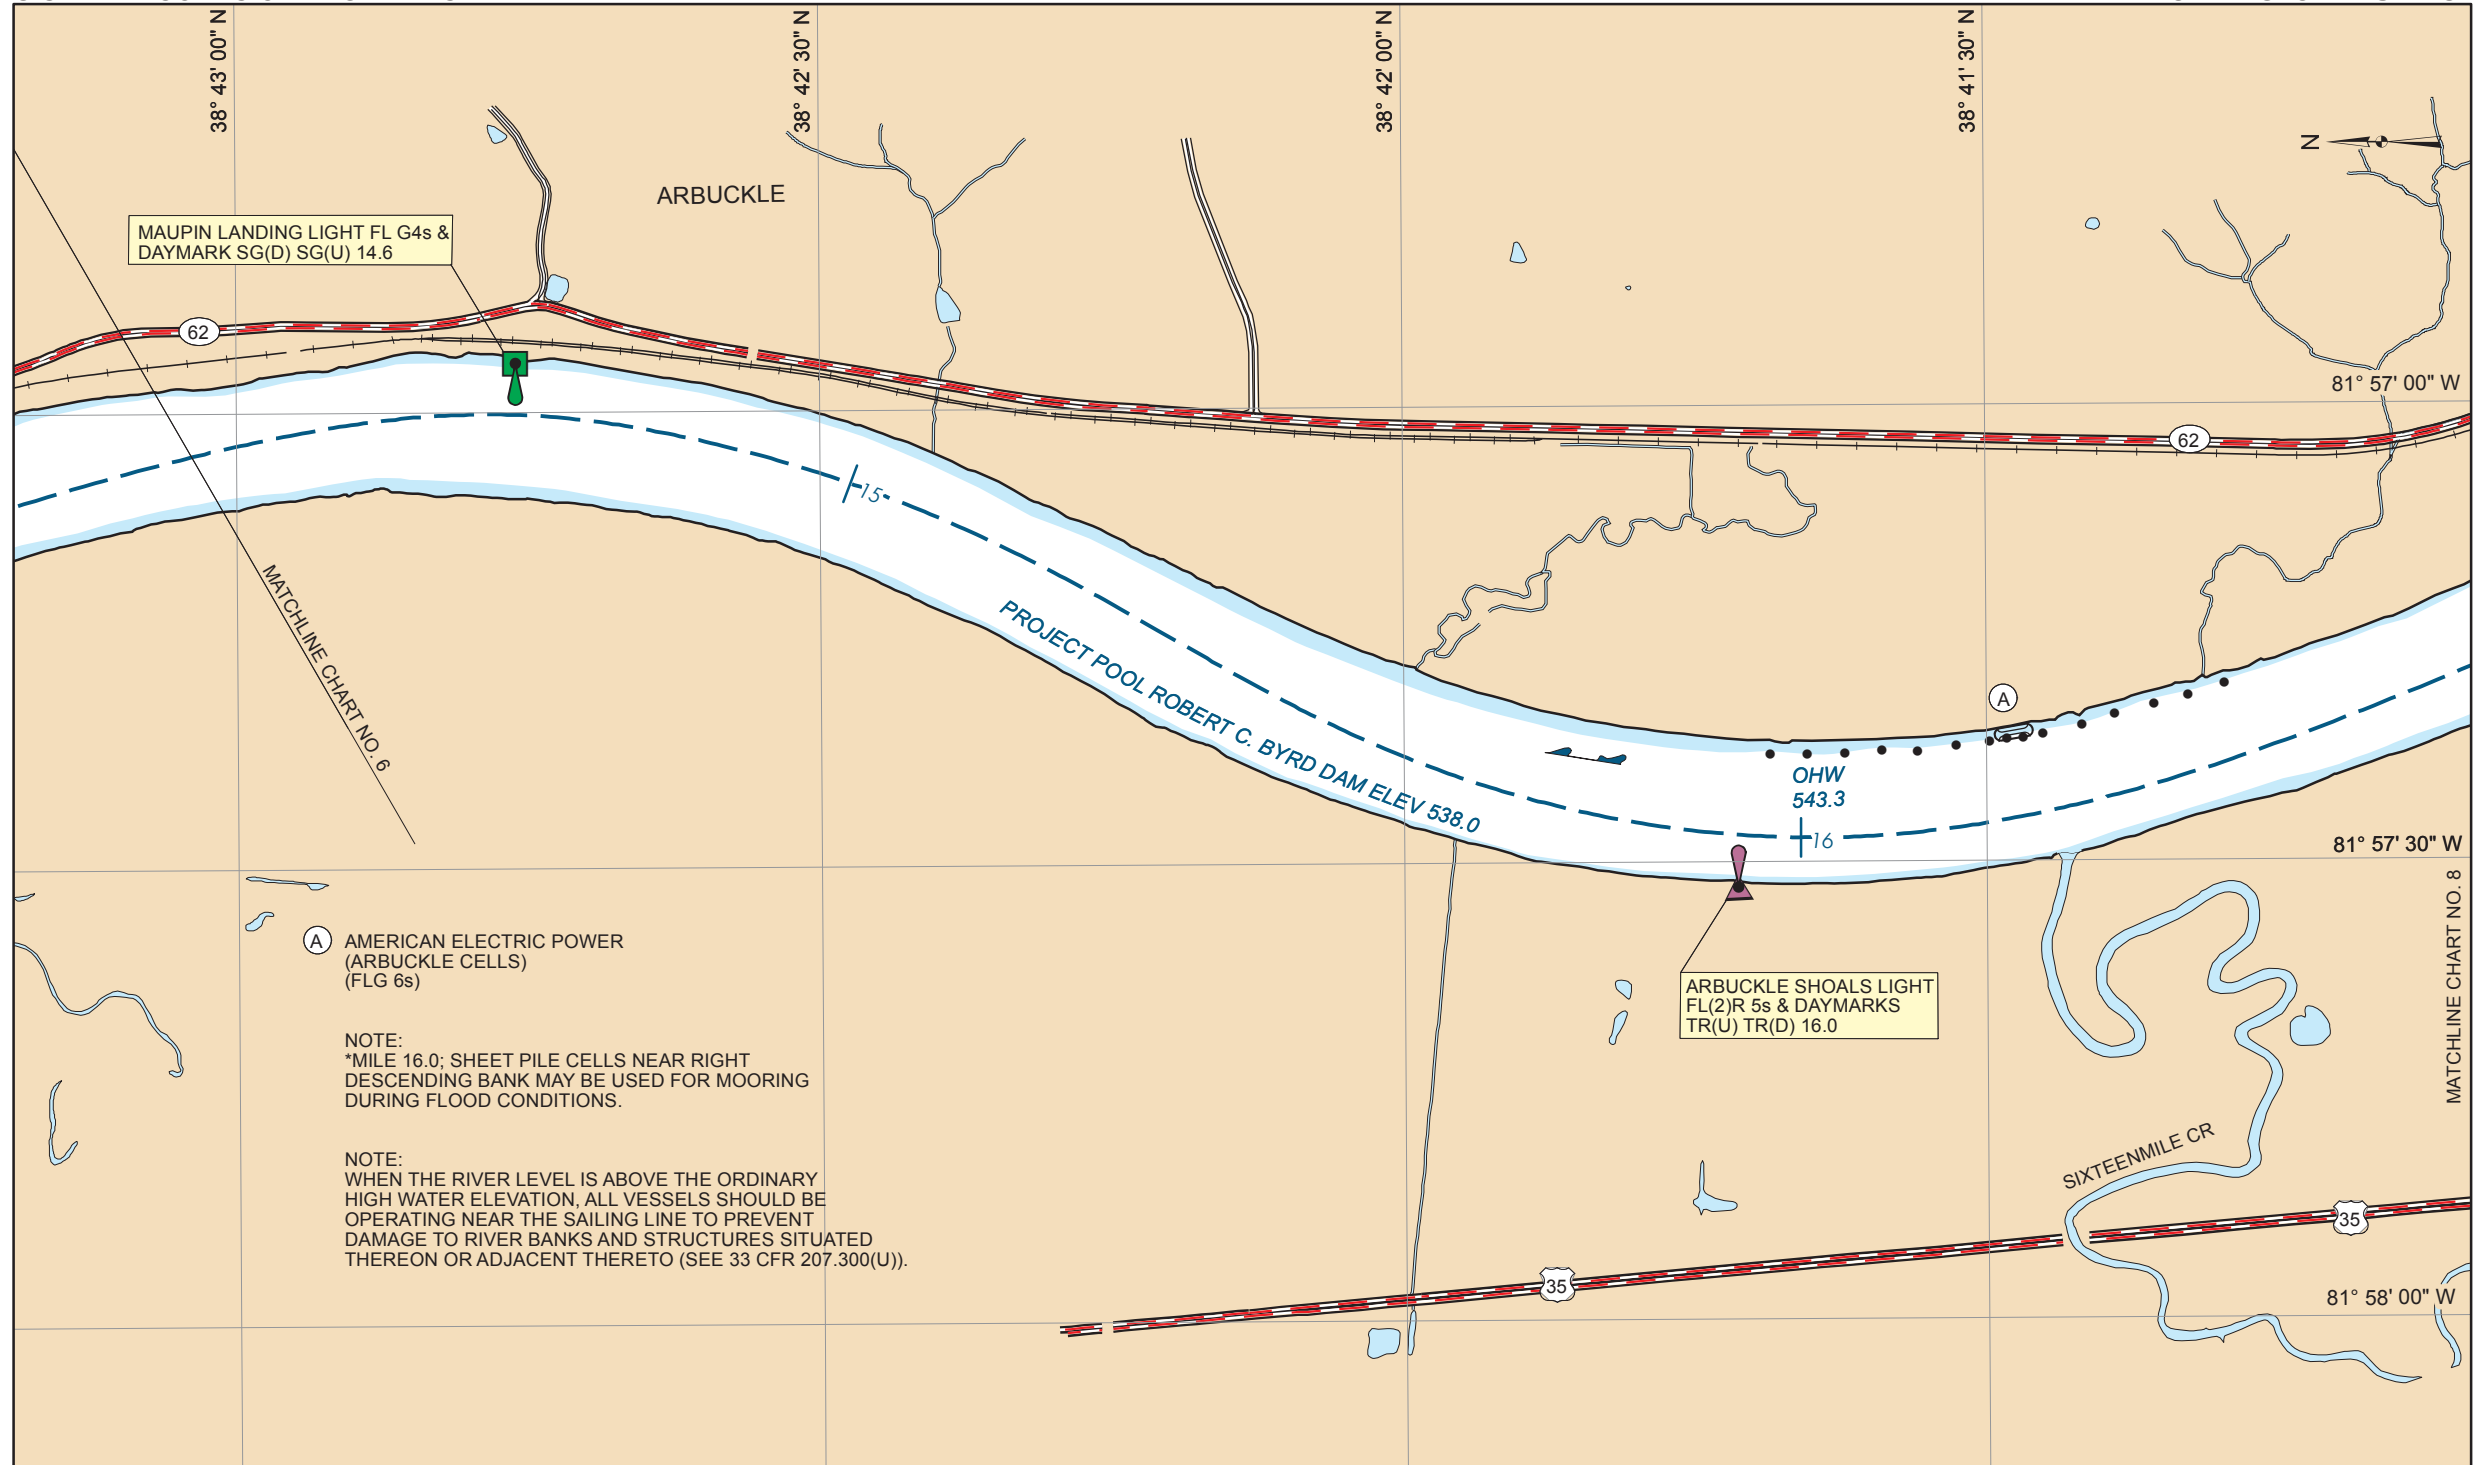 38° 43' 00" N
38° 42' 30" N
38° 42' 00" N
38° 41' 30" N
N
ARBUCKLE
MAUPIN LANDING LIGHT FL G4s &
DAYMARK SG(D) SG(U) 14.6
62
81° 57' 00" W
62
15
MATCHLINE CHART NO. 6
PROJECT POOL ROBERT C. BYRD DAM ELEV 538.0
A
OHW
543.3
16
81° 57' 30" W
MATCHLINE CHART NO. 8
A AMERICAN ELECTRIC POWER
(ARBUCKLE CELLS)
(FLG 6s)
ARBUCKLE SHOALS LIGHT
FL(2)R 5s & DAYMARKS
TR(U) TR(D) 16.0
NOTE:
*MILE 16.0; SHEET PILE CELLS NEAR RIGHT
DESCENDING BANK MAY BE USED FOR MOORING
DURING FLOOD CONDITIONS.
NOTE:
WHEN THE RIVER LEVEL IS ABOVE THE ORDINARY
HIGH WATER ELEVATION, ALL VESSELS SHOULD BE
OPERATING NEAR THE SAILING LINE TO PREVENT
DAMAGE TO RIVER BANKS AND STRUCTURES SITUATED
THEREON OR ADJACENT THERETO (SEE 33 CFR 207.300(U)).
SIXTEENMILE CR
35
35
81° 58' 00" W